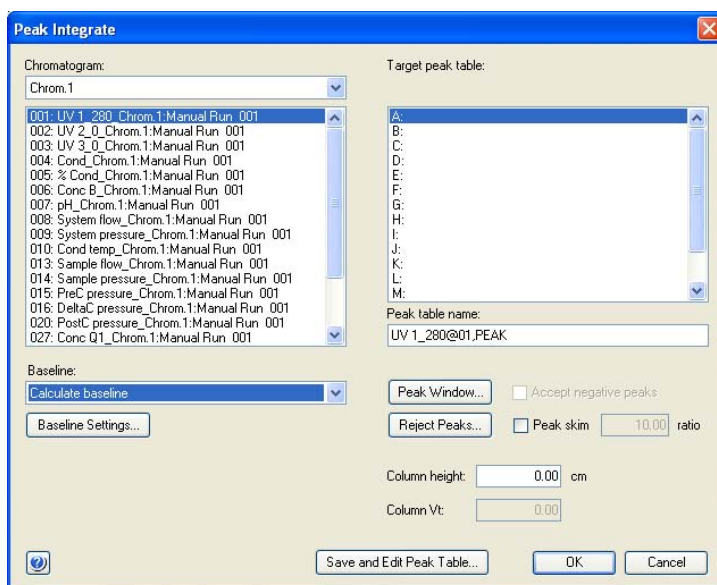 Peak Integrate
Chromatogram:
Chrom.1
001: UV 1_280_Chrom.1:Manual Run 001
002: UV 2_0_Chrom.1:Manual Run 001
003: UV 3_0_Chrom.1:Manual Run 001
004: Cond_Chrom.1:Manual Run 001
005: % Cond_Chrom.1:Manual Run 001
006: Conc B_Chrom.1:Manual Run 001
007: pH_Chrom.1:Manual Run 001
008: System flow_Chrom.1:Manual Run 001
009: System pressure_Chrom.1:Manual Run 001
010: Cond temp_Chrom.1:Manual Run 001
013: Sample flow_Chrom.1:Manual Run 001
014: Sample pressure_Chrom.1:Manual Run 001
015: PreC pressure_Chrom.1:Manual Run 001
016: DeltaC pressure_Chrom.1:Manual Run 001
020: PostC pressure_Chrom.1:Manual Run 001
027: Conc Q1_Chrom.1:Manual Run 001
Baseline:
Calculate baseline
Baseline Settings...
Target peak table:
A:
B:
C:
D:
E:
F:
G:
H:
I:
J:
K:
L:
M:
Peak table name:
UV 1_280@01,PEAK
Peak Window... Accept negative peaks
Reject Peaks... Peak skim 10.00 ratio
Column height: 0.00 cm
Column Vt: 0.00
? Save and Edit Peak Table... OK Cancel